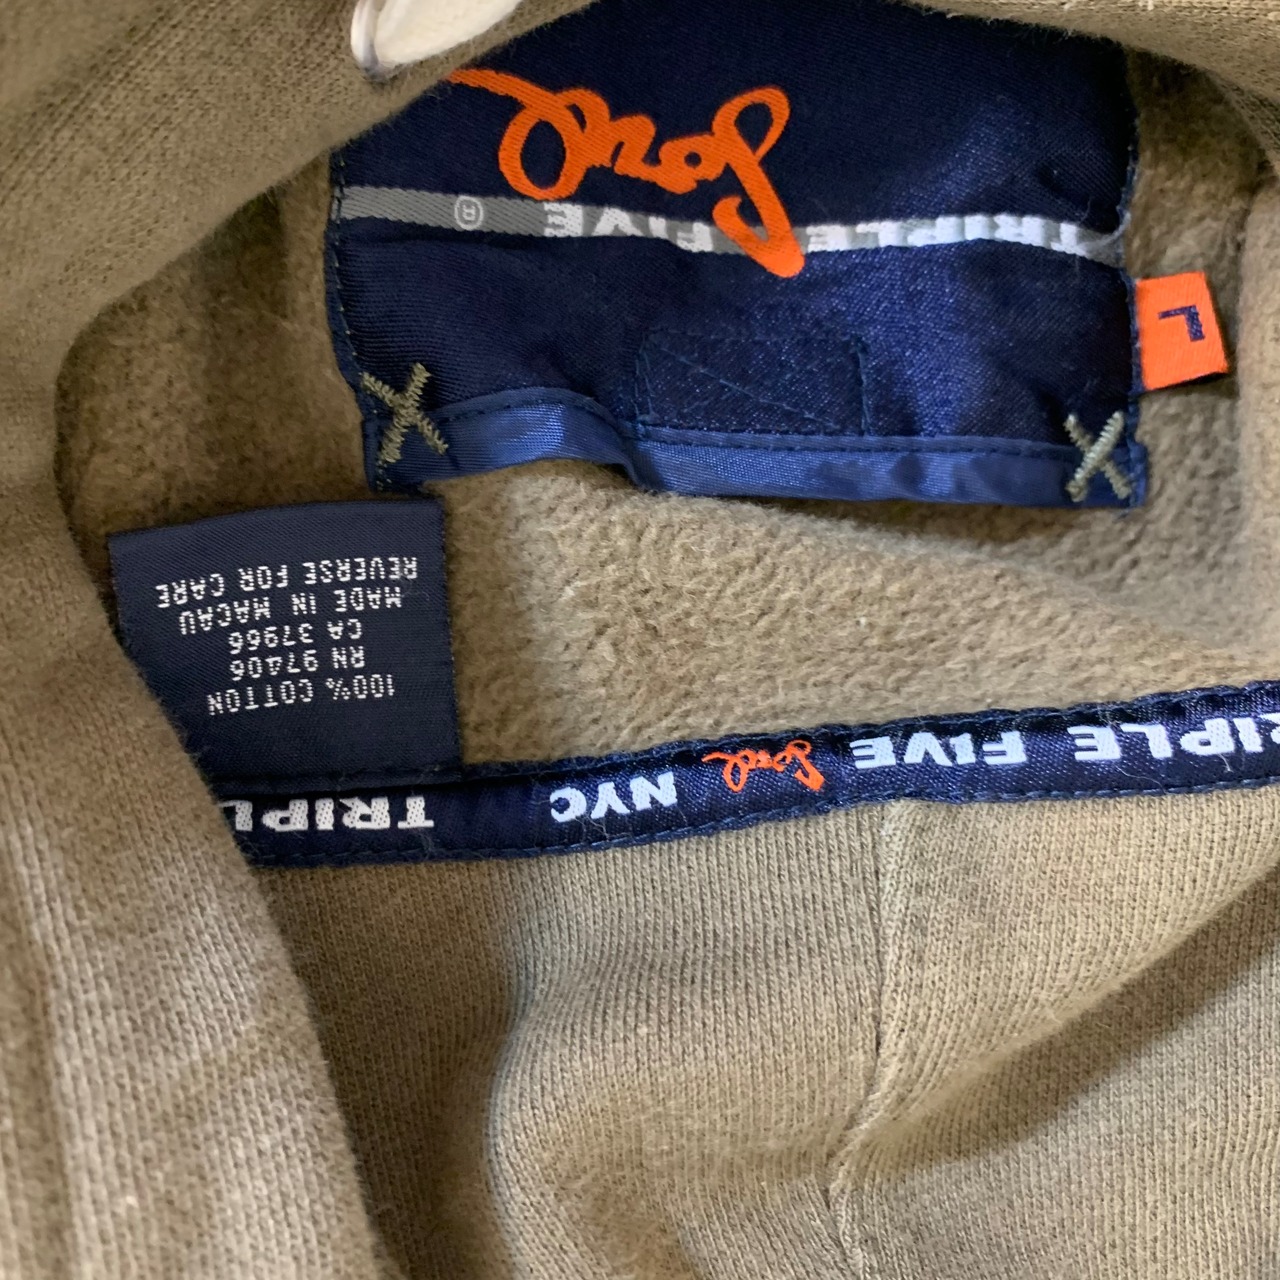 TRIPLE FIVE ®
Soul
L
100% COTTON
RN 97406
CA 37966
MADE IN MACAU
REVERSE FOR CARE
RIPLE FIVE Soul NYC TRIPL